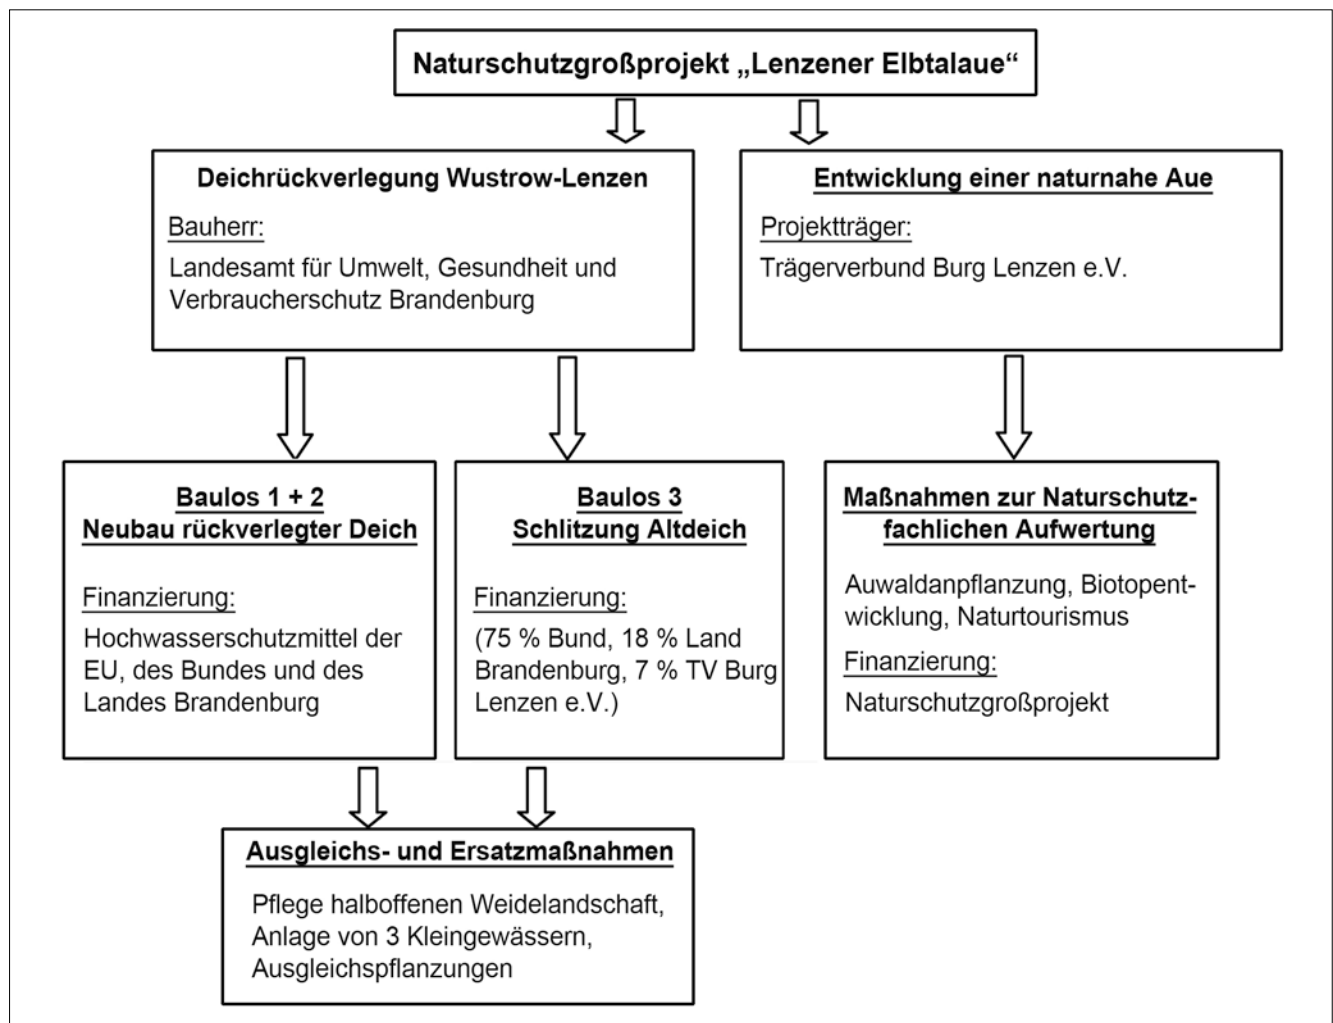 Naturschutzgroßprojekt „Lenzener Elbtalaue“
Deichrückverlegung Wustrow-Lenzen
Bauherr:
Landesamt für Umwelt, Gesundheit und
Verbraucherschutz Brandenburg
Entwicklung einer naturnahe Aue
Projektträger:
Trägerverbund Burg Lenzen e.V.
Baulos 1 + 2
Neubau rückverlegter Deich
Finanzierung:
Hochwasserschutzmittel der
EU, des Bundes und des
Landes Brandenburg
Baulos 3
Schlitzung Altdeich
Finanzierung:
(75 % Bund, 18 % Land
Brandenburg, 7 % TV Burg
Lenzen e.V.)
Maßnahmen zur Naturschutz-
fachlichen Aufwertung
Auwaldanpflanzung, Biotopent-
wicklung, Naturtourismus
Finanzierung:
Naturschutzgroßprojekt
Ausgleichs- und Ersatzmaßnahmen
Pflege halboffenen Weidelandschaft,
Anlage von 3 Kleingewässern,
Ausgleichspflanzungen